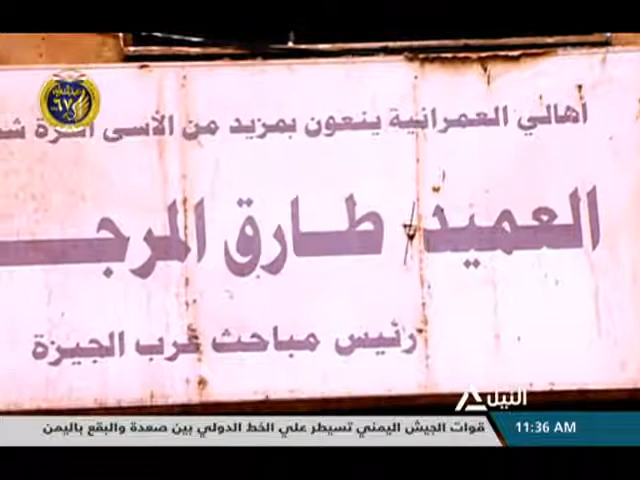 أهالي العمرانية ينعون بمزيد من الأسى أسرة
العميد طارق المرجـ
رئيس مباحث غرب الجيزة
٦٧
النيل
قوات الجيش اليمني تسيطر علي الخط الدولي بين صعدة والبقع باليمن
11:36 AM